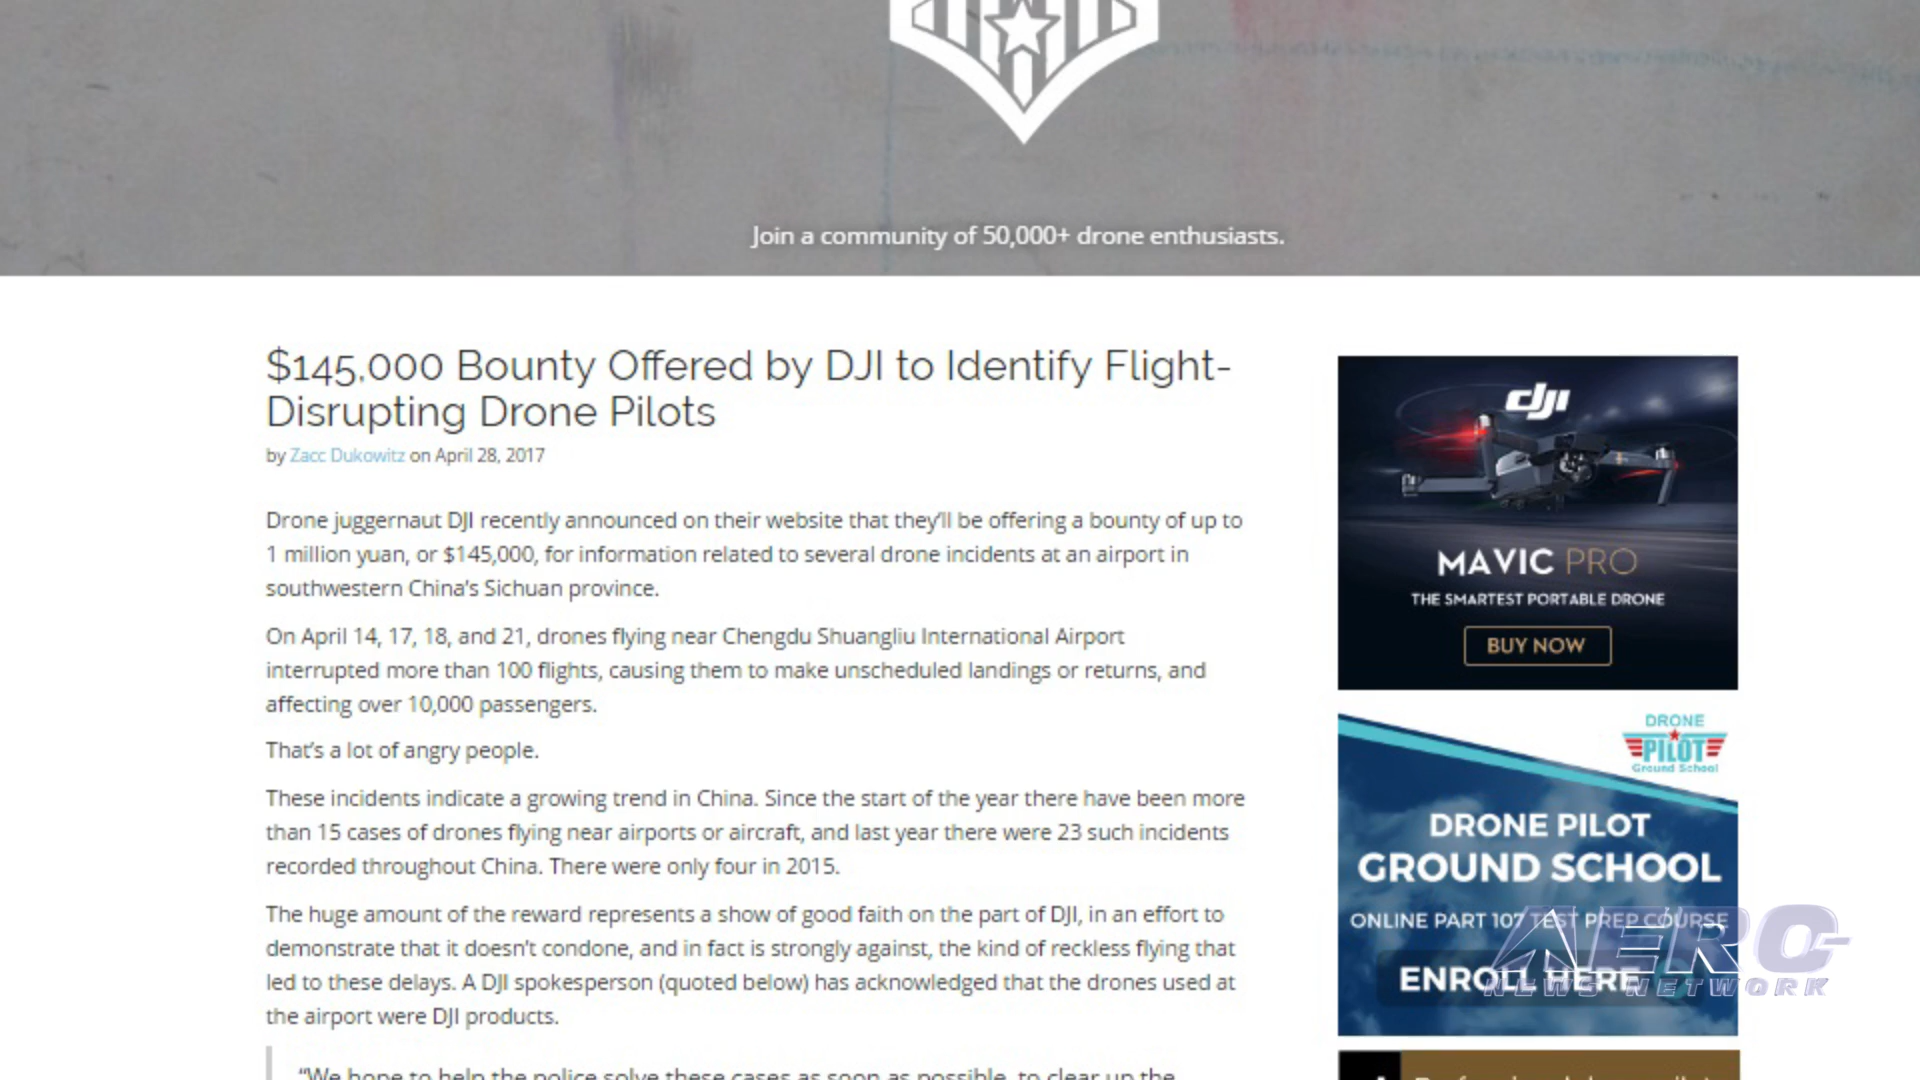 Join a community of 50,000+ drone enthusiasts.
$145,000 Bounty Offered by DJI to Identify Flight-
Disrupting Drone Pilots
by Zacc Dukowitz on April 28, 2017
Drone juggernaut DJI recently announced on their website that they'll be offering a bounty of up to
1 million yuan, or $145,000, for information related to several drone incidents at an airport in
southwestern China's Sichuan province.
On April 14, 17, 18, and 21, drones flying near Chengdu Shuangliu International Airport
interrupted more than 100 flights, causing them to make unscheduled landings or returns, and
affecting over 10,000 passengers.
That's a lot of angry people.
These incidents indicate a growing trend in China. Since the start of the year there have been more
than 15 cases of drones flying near airports or aircraft, and last year there were 23 such incidents
recorded throughout China. There were only four in 2015.
The huge amount of the reward represents a show of good faith on the part of DJI, in an effort to
demonstrate that it doesn't condone, and in fact is strongly against, the kind of reckless flying that
led to these delays. A DJI spokesperson (quoted below) has acknowledged that the drones used at
the airport were DJI products.
"We hope to help the police solve these cases as soon as possible, to clear up the
dji
MAVIC PRO
THE SMARTEST PORTABLE DRONE
BUY NOW
DRONE
PILOT
Ground School
DRONE PILOT
GROUND SCHOOL
ONLINE PART 107 TEST PREP COURSE
ENROLL HERE
AERO-
NEWS NETWORK